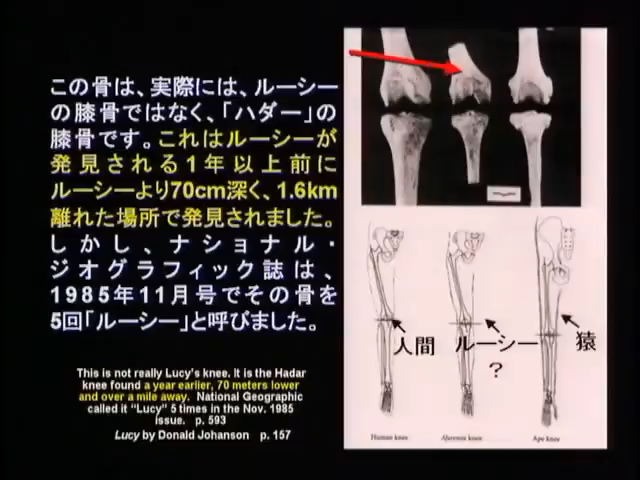 この骨は、実際には、ルーシー
の膝骨ではなく、「ハダー」の
膝骨です。これはルーシーが
発見される1年以上前に
ルーシーより70cm深く、1.6km
離れた場所で発見されました。
しかし、ナショナル・
ジオグラフィック誌は、
1985年11月号でその骨を
5回「ルーシー」と呼びました。
This is not really Lucy's knee. It is the Hadar
knee found a year earlier, 70 meters lower
and over a mile away. National Geographic
called it "Lucy" 5 times in the Nov. 1985
issue. p. 593
Lucy by Donald Johanson p. 157
人間
ルーシー
?
猿
Human knee
Afarensis knee
Ape knee